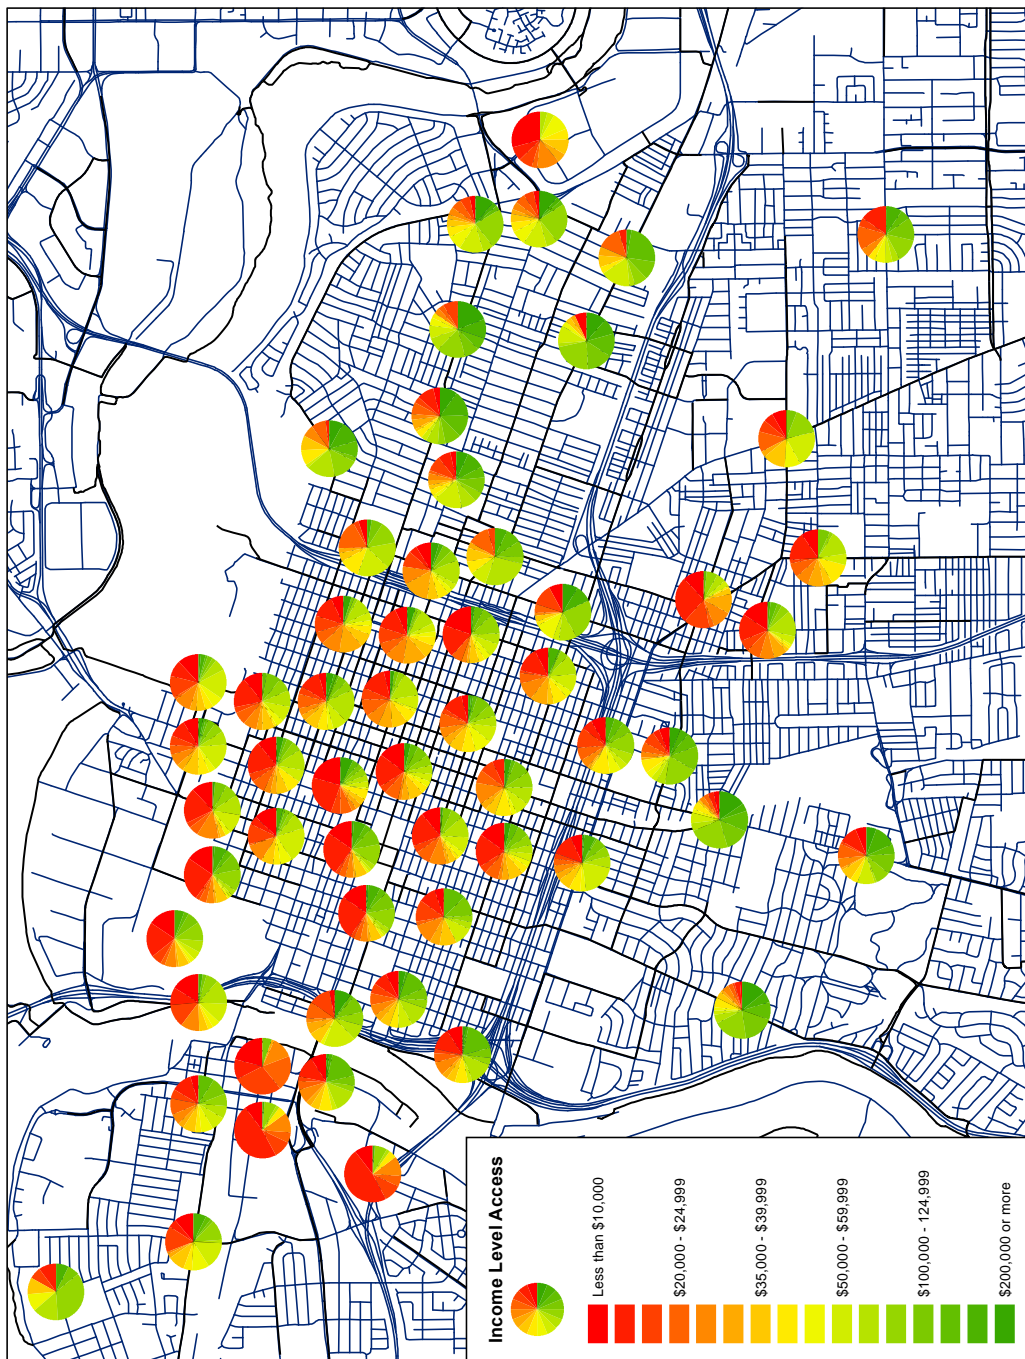 Income Level Access
Less than $10,000
$20,000 - $24,999
$35,000 - $39,999
$50,000 - $59,9999
$100,000 - 124,999
$200,000 or more